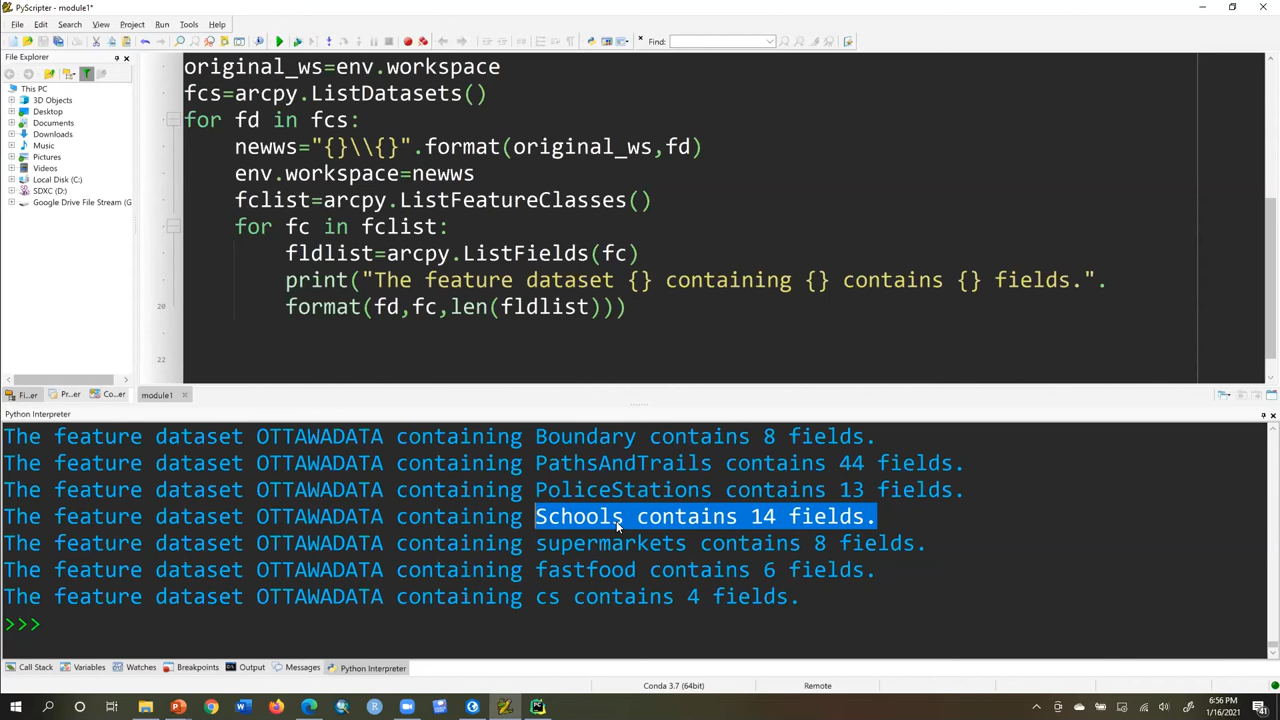 PyScripter - module1*
File Edit Search View Project Run Tools Help
Find:
File Explorer
This PC
3D Objects
Desktop
Documents
Downloads
Music
Pictures
Videos
Local Disk (C:)
SDXC (D:)
Google Drive File Stream (G
original_ws=env.workspace
fcs=arcpy.ListDatasets()
for fd in fcs:
newws="{}\\{}".format(original_ws,fd)
env.workspace=newws
fclist=arcpy.ListFeatureClasses()
for fc in fclist:
fldlist=arcpy.ListFields(fc)
print("The feature dataset {} containing {} contains {} fields.".
20 format(fd,fc,len(fldlist)))
22
Fi...er Pr...er Co...er module1
Python Interpreter
The feature dataset OTTAWADATA containing Boundary contains 8 fields.
The feature dataset OTTAWADATA containing PathsAndTrails contains 44 fields.
The feature dataset OTTAWADATA containing PoliceStations contains 13 fields.
The feature dataset OTTAWADATA containing Schools contains 14 fields.
The feature dataset OTTAWADATA containing supermarkets contains 8 fields.
The feature dataset OTTAWADATA containing fastfood contains 6 fields.
The feature dataset OTTAWADATA containing cs contains 4 fields.
>>>
Call Stack Variables Watches Breakpoints Output Messages Python Interpreter
Conda 3.7 (64bit) Remote
6:56 PM
1/16/2021